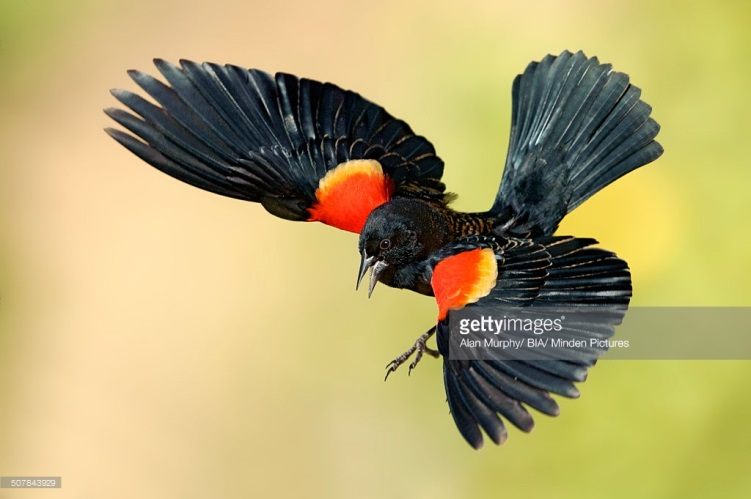 gettyimages
Alan Murphy/ BIA/ Minden Pictures
507843929